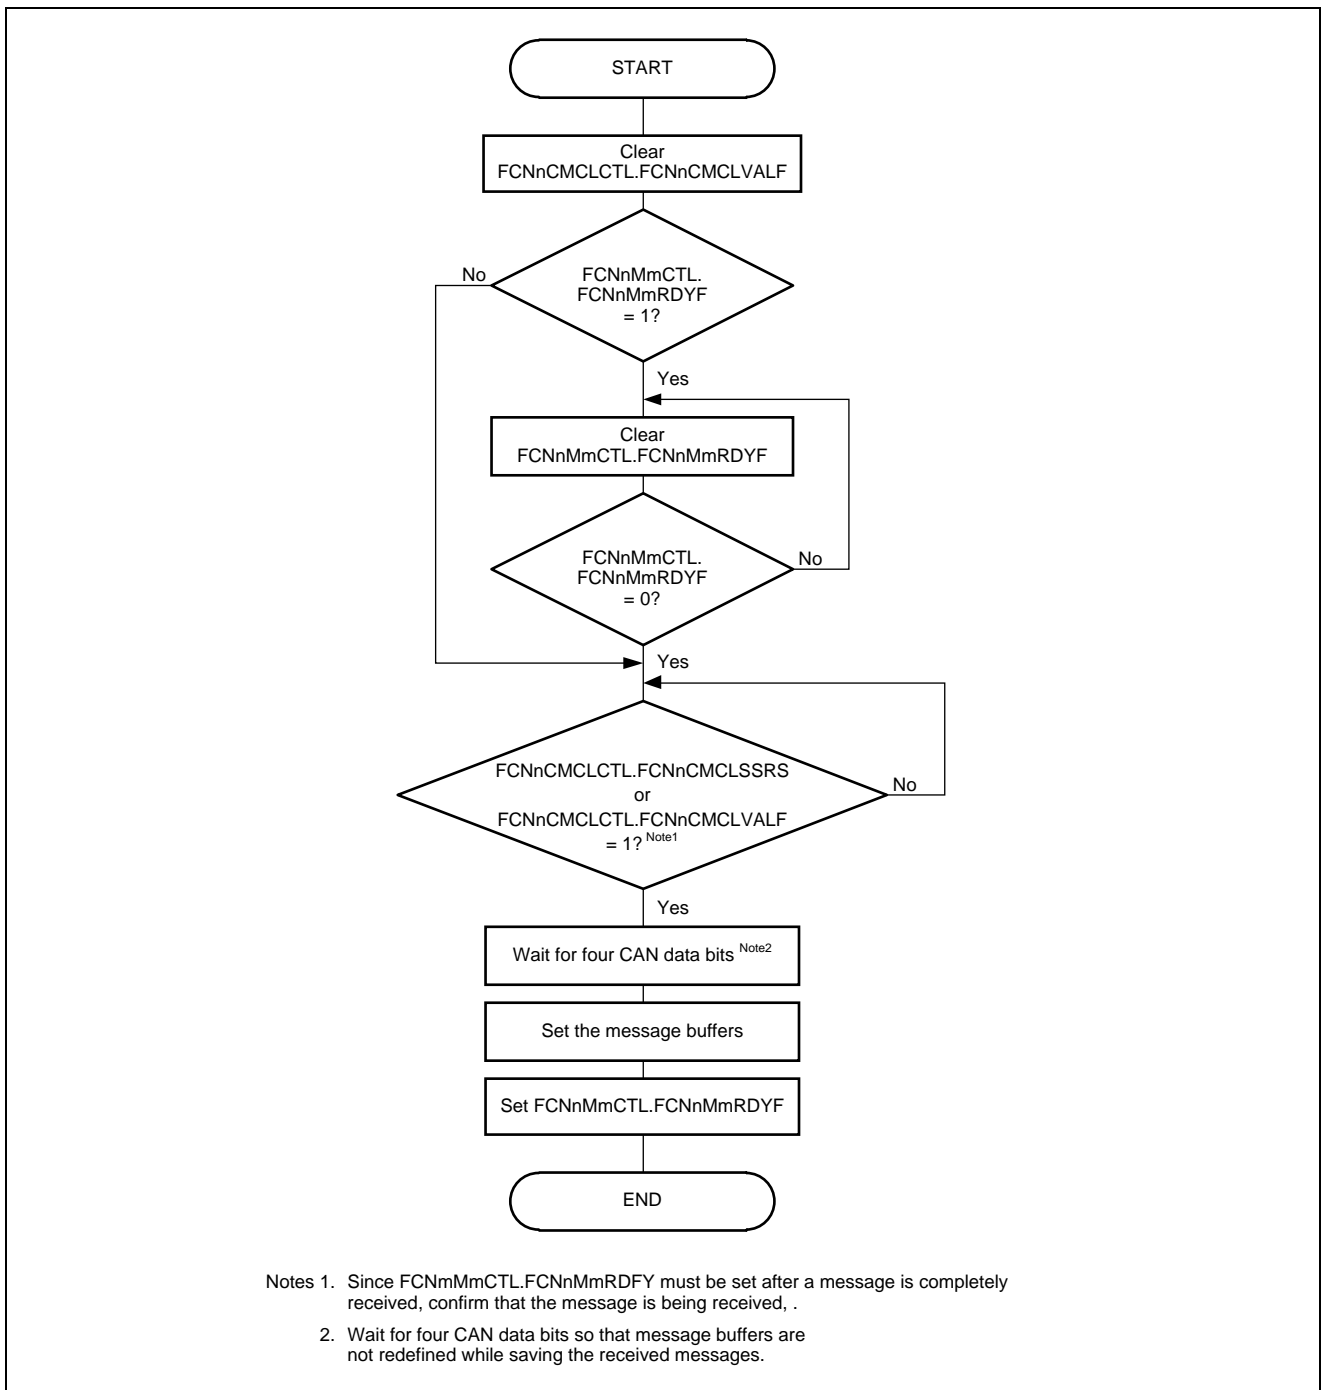 START
Clear
FCNnCMCLCTL.FCNnCMCLVALF
No
FCNnMmCTL.
FCNnMmRDYF
= 1?
Yes
Clear
FCNnMmCTL.FCNnMmRDYF
FCNnMmCTL.
FCNnMmRDYF
= 0?
No
Yes
FCNnCMCLCTL.FCNnCMCLSSRS
or
FCNnCMCLCTL.FCNnCMCLVALF
= 1? Note1
No
Yes
Wait for four CAN data bits Note2
Set the message buffers
Set FCNnMmCTL.FCNnMmRDYF
END
Notes 1. Since FCNmMmCTL.FCNnMmRDFY must be set after a message is completely
received, confirm that the message is being received, .
2. Wait for four CAN data bits so that message buffers are
not redefined while saving the received messages.